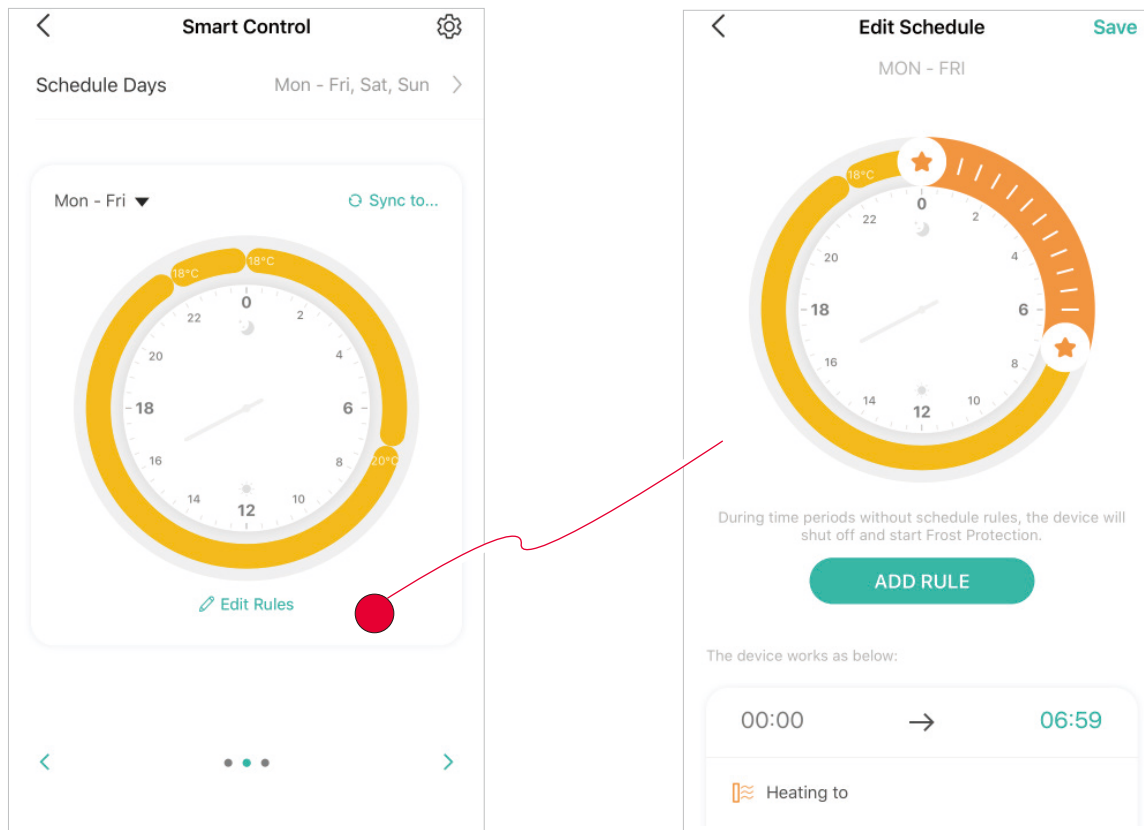 Smart Control
Schedule Days
Mon - Fri, Sat, Sun
Mon - Fri
Sync to...
18°C
18°C
0
22
2
20
4
18
6
16
8
20°C
14
10
12
Edit Rules
Edit Schedule
Save
MON - FRI
18°C
0
22
2
20
4
18
6
16
8
14
10
12
During time periods without schedule rules, the device will
shut off and start Frost Protection.
ADD RULE
The device works as below:
00:00
06:59
Heating to